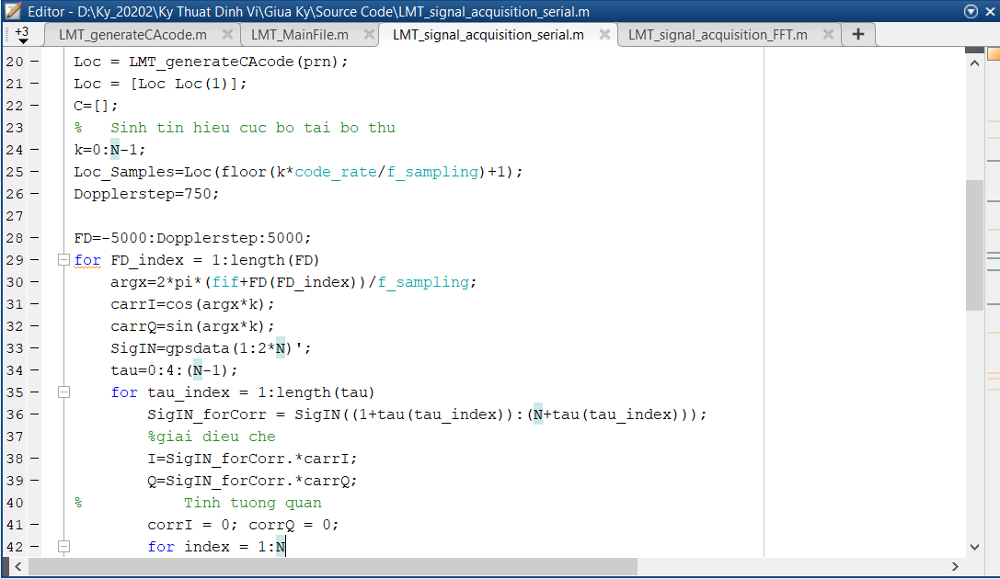 Editor - D:\Ky_20202\Ky Thuat Dinh Vi\Giua Ky\Source Code\LMT_signal_acquisition_serial.m
+3 LMT_generateCAcode.m LMT_MainFile.m LMT_signal_acquisition_serial.m LMT_signal_acquisition_FFT.m
20 Loc = LMT_generateCAcode(prn);
21 Loc = [Loc Loc(1)];
22 C=[];
23 % Sinh tin hieu cuc bo tai bo thu
24 k=0:N-1;
25 Loc_Samples=Loc(floor(k*code_rate/f_sampling)+1);
26 Dopplerstep=750;
27
28 FD=-5000:Dopplerstep:5000;
29 for FD_index = 1:length(FD)
30 argx=2*pi*(fif+FD(FD_index))/f_sampling;
31 carrI=cos(argx*k);
32 carrQ=sin(argx*k);
33 SigIN=gpsdata(1:2*N)';
34 tau=0:4:(N-1);
35 for tau_index = 1:length(tau)
36 SigIN_forCorr = SigIN((1+tau(tau_index)):(N+tau(tau_index)));
37 %giai dieu che
38 I=SigIN_forCorr.*carrI;
39 Q=SigIN_forCorr.*carrQ;
40 % Tinh tuong quan
41 corrI = 0; corrQ = 0;
42 for index = 1:N